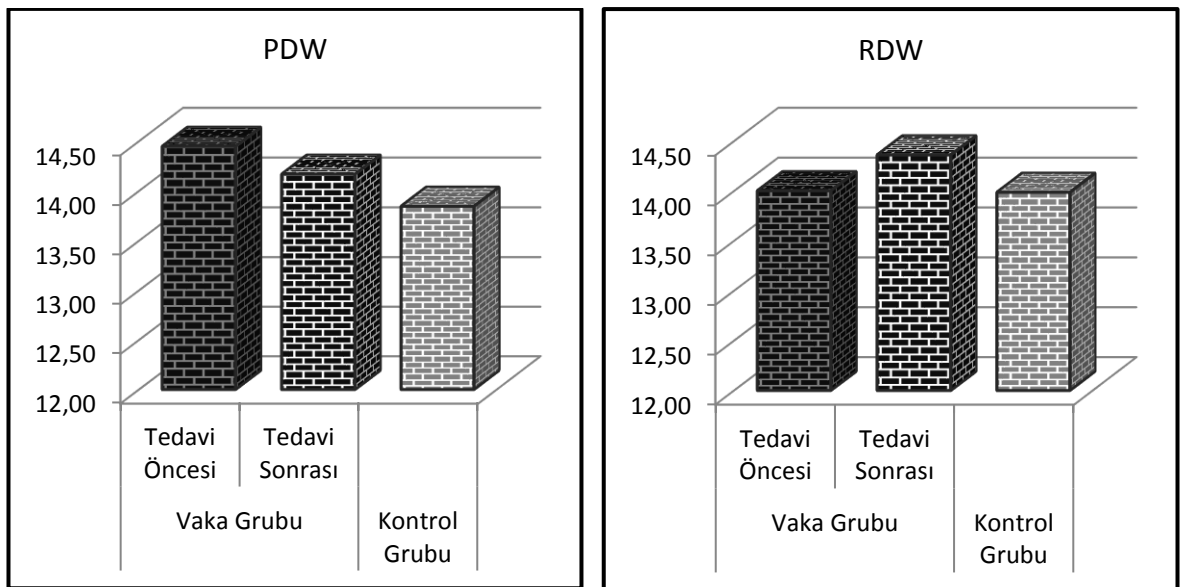 PDW
14,50
14,00
13,50
13,00
12,50
12,00
Tedavi
Öncesi
Tedavi
Sonrası
Vaka Grubu
Kontrol
Grubu
RDW
14,50
14,00
13,50
13,00
12,50
12,00
Tedavi
Öncesi
Tedavi
Sonrası
Vaka Grubu
Kontrol
Grubu